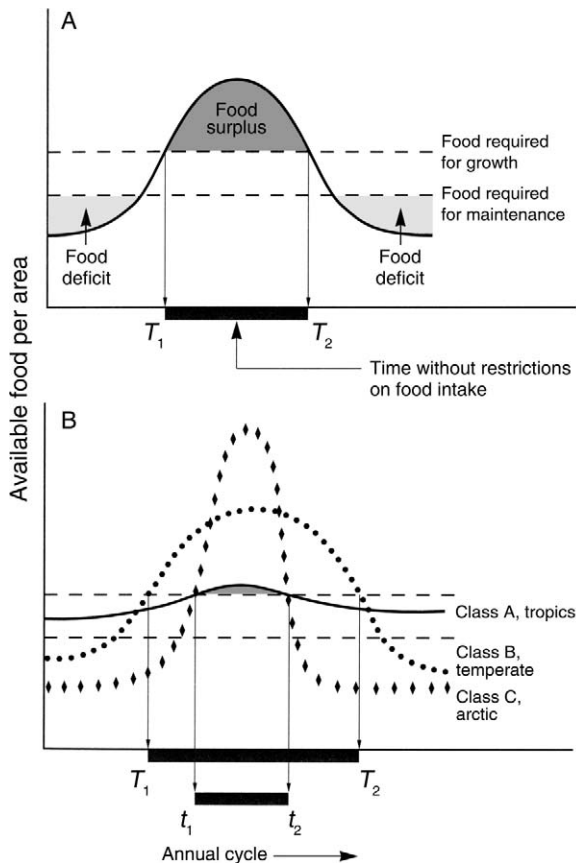 A
Food
surplus
Food required
for growth
Food required
for maintenance
Food
deficit
Food
deficit
T1
T2
Time without restrictions
on food intake
Available food per area
B
Class A, tropics
Class B,
temperate
Class C,
arctic
T1
T2
t1
t2
Annual cycle